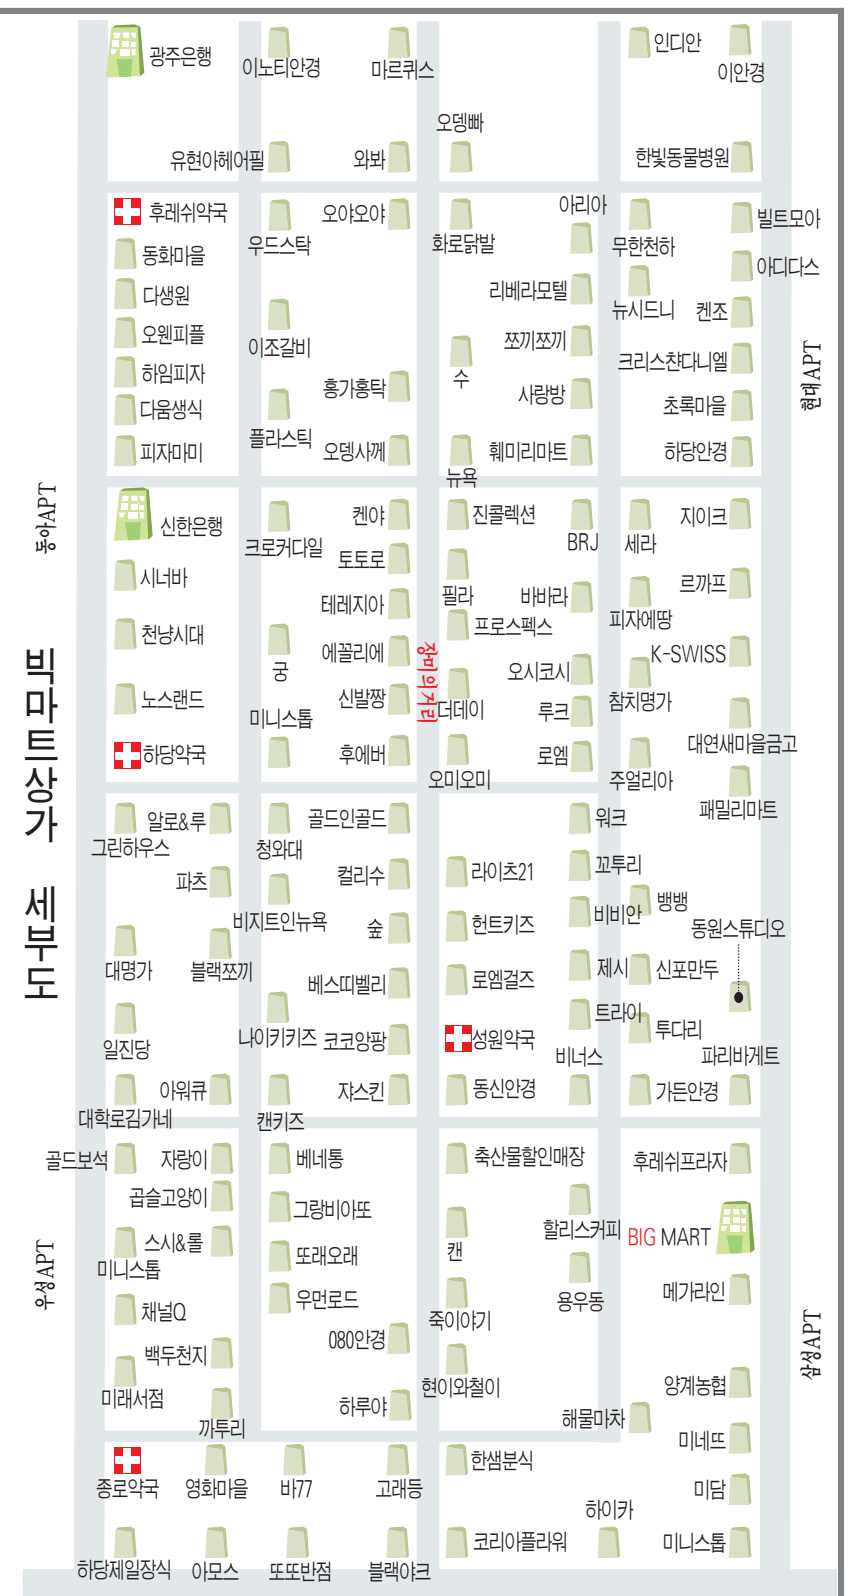 광주은행
이노티안경
마르퀴스
인디안
이안경
오뎅빠
유현아헤어필
와봐
한빛동물병원
후레쉬약국
우드스탁
오야오야
화로닭발
아리아
무한천하
빌트모아
동화마을
아디다스
다생원
리베라모텔
뉴시드니
켄조
오웬피플
이조갈비
쪼끼쪼끼
크리스찬다니엘
현대APT
하임피자
홍가홍탁
수
사랑방
초록마을
다움생식
플라스틱
피자마미
오뎅사께
뉴욕
훼미리마트
하당안경
동아APT
신한은행
크로커다일
켄야
진콜렉션
BRJ
세라
지이크
시너바
토토로
필라
바바라
르까프
테레지아
프로스펙스
피자에땅
천냥시대
궁
에꼴리에
장미의거리
오시코시
K-SWISS
노스랜드
미니스톱
신발짱
더데이
루크
참치명가
대연새마을금고
하당약국
후에버
오미오미
로엠
주얼리아
패밀리마트
빅마트상가 세부도
그린하우스
알로&루
청와대
골드인골드
워크
파츠
비지트인뉴욕
컬리수
라이츠21
꼬투리
숲
헌트키즈
비비안
뱅뱅
동원스튜디오
대명가
블랙쪼끼
베스띠벨리
로엠걸즈
제시
신포만두
일진당
나이키키즈
코코앙팡
성원약국
트라이
투다리
비너스
파리바게트
대학로김가네
아워큐
캔키즈
쟈스킨
동신안경
가든안경
골드보석
자랑이
베네통
축산물할인매장
후레쉬프라자
곱슬고양이
그랑비아또
할리스커피
BIG MART
스시&롤
미니스톱
또래오래
캔
우성APT
채널Q
우먼로드
죽이야기
용우동
메가라인
백두천지
080안경
삼성APT
미래서점
현이와철이
양계농협
까투리
하루야
해물마차
미네뜨
종로약국
영화마을
바77
고래등
한샘분식
미담
하이카
하당제일장식
아모스
또또반점
블랙야크
코리아플라워
미니스톱